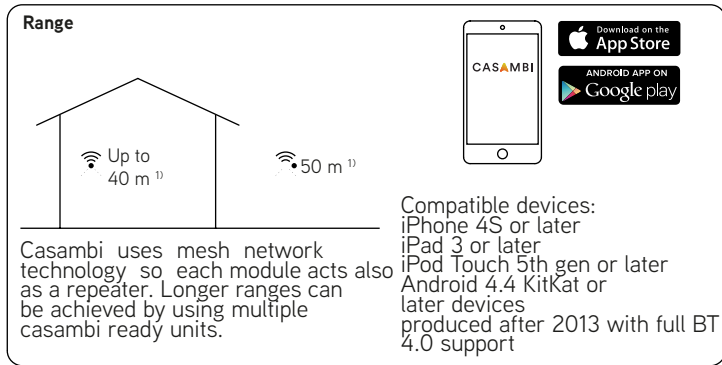 Range
Up to
40 m ¹⁾
50 m ¹⁾
Casambi uses mesh network
technology so each module acts also
as a repeater. Longer ranges can
be achieved by using multiple
casambi ready units.
CASAMBI
Download on the
App Store
ANDROID APP ON
Google play
Compatible devices:
iPhone 4S or later
iPad 3 or later
iPod Touch 5th gen or later
Android 4.4 KitKat or
later devices
produced after 2013 with full BT
4.0 support